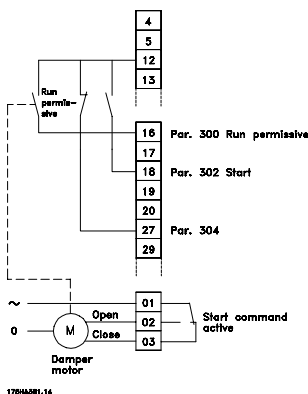 4
5
12
13
Run
permis-
sive
16 Par. 300 Run permissive
17
18 Par. 302 Start
19
20
27 Par. 304
29
~ 01
Open 02 Start command
active
0 M
Close 03
Damper
motor
175HA581.14